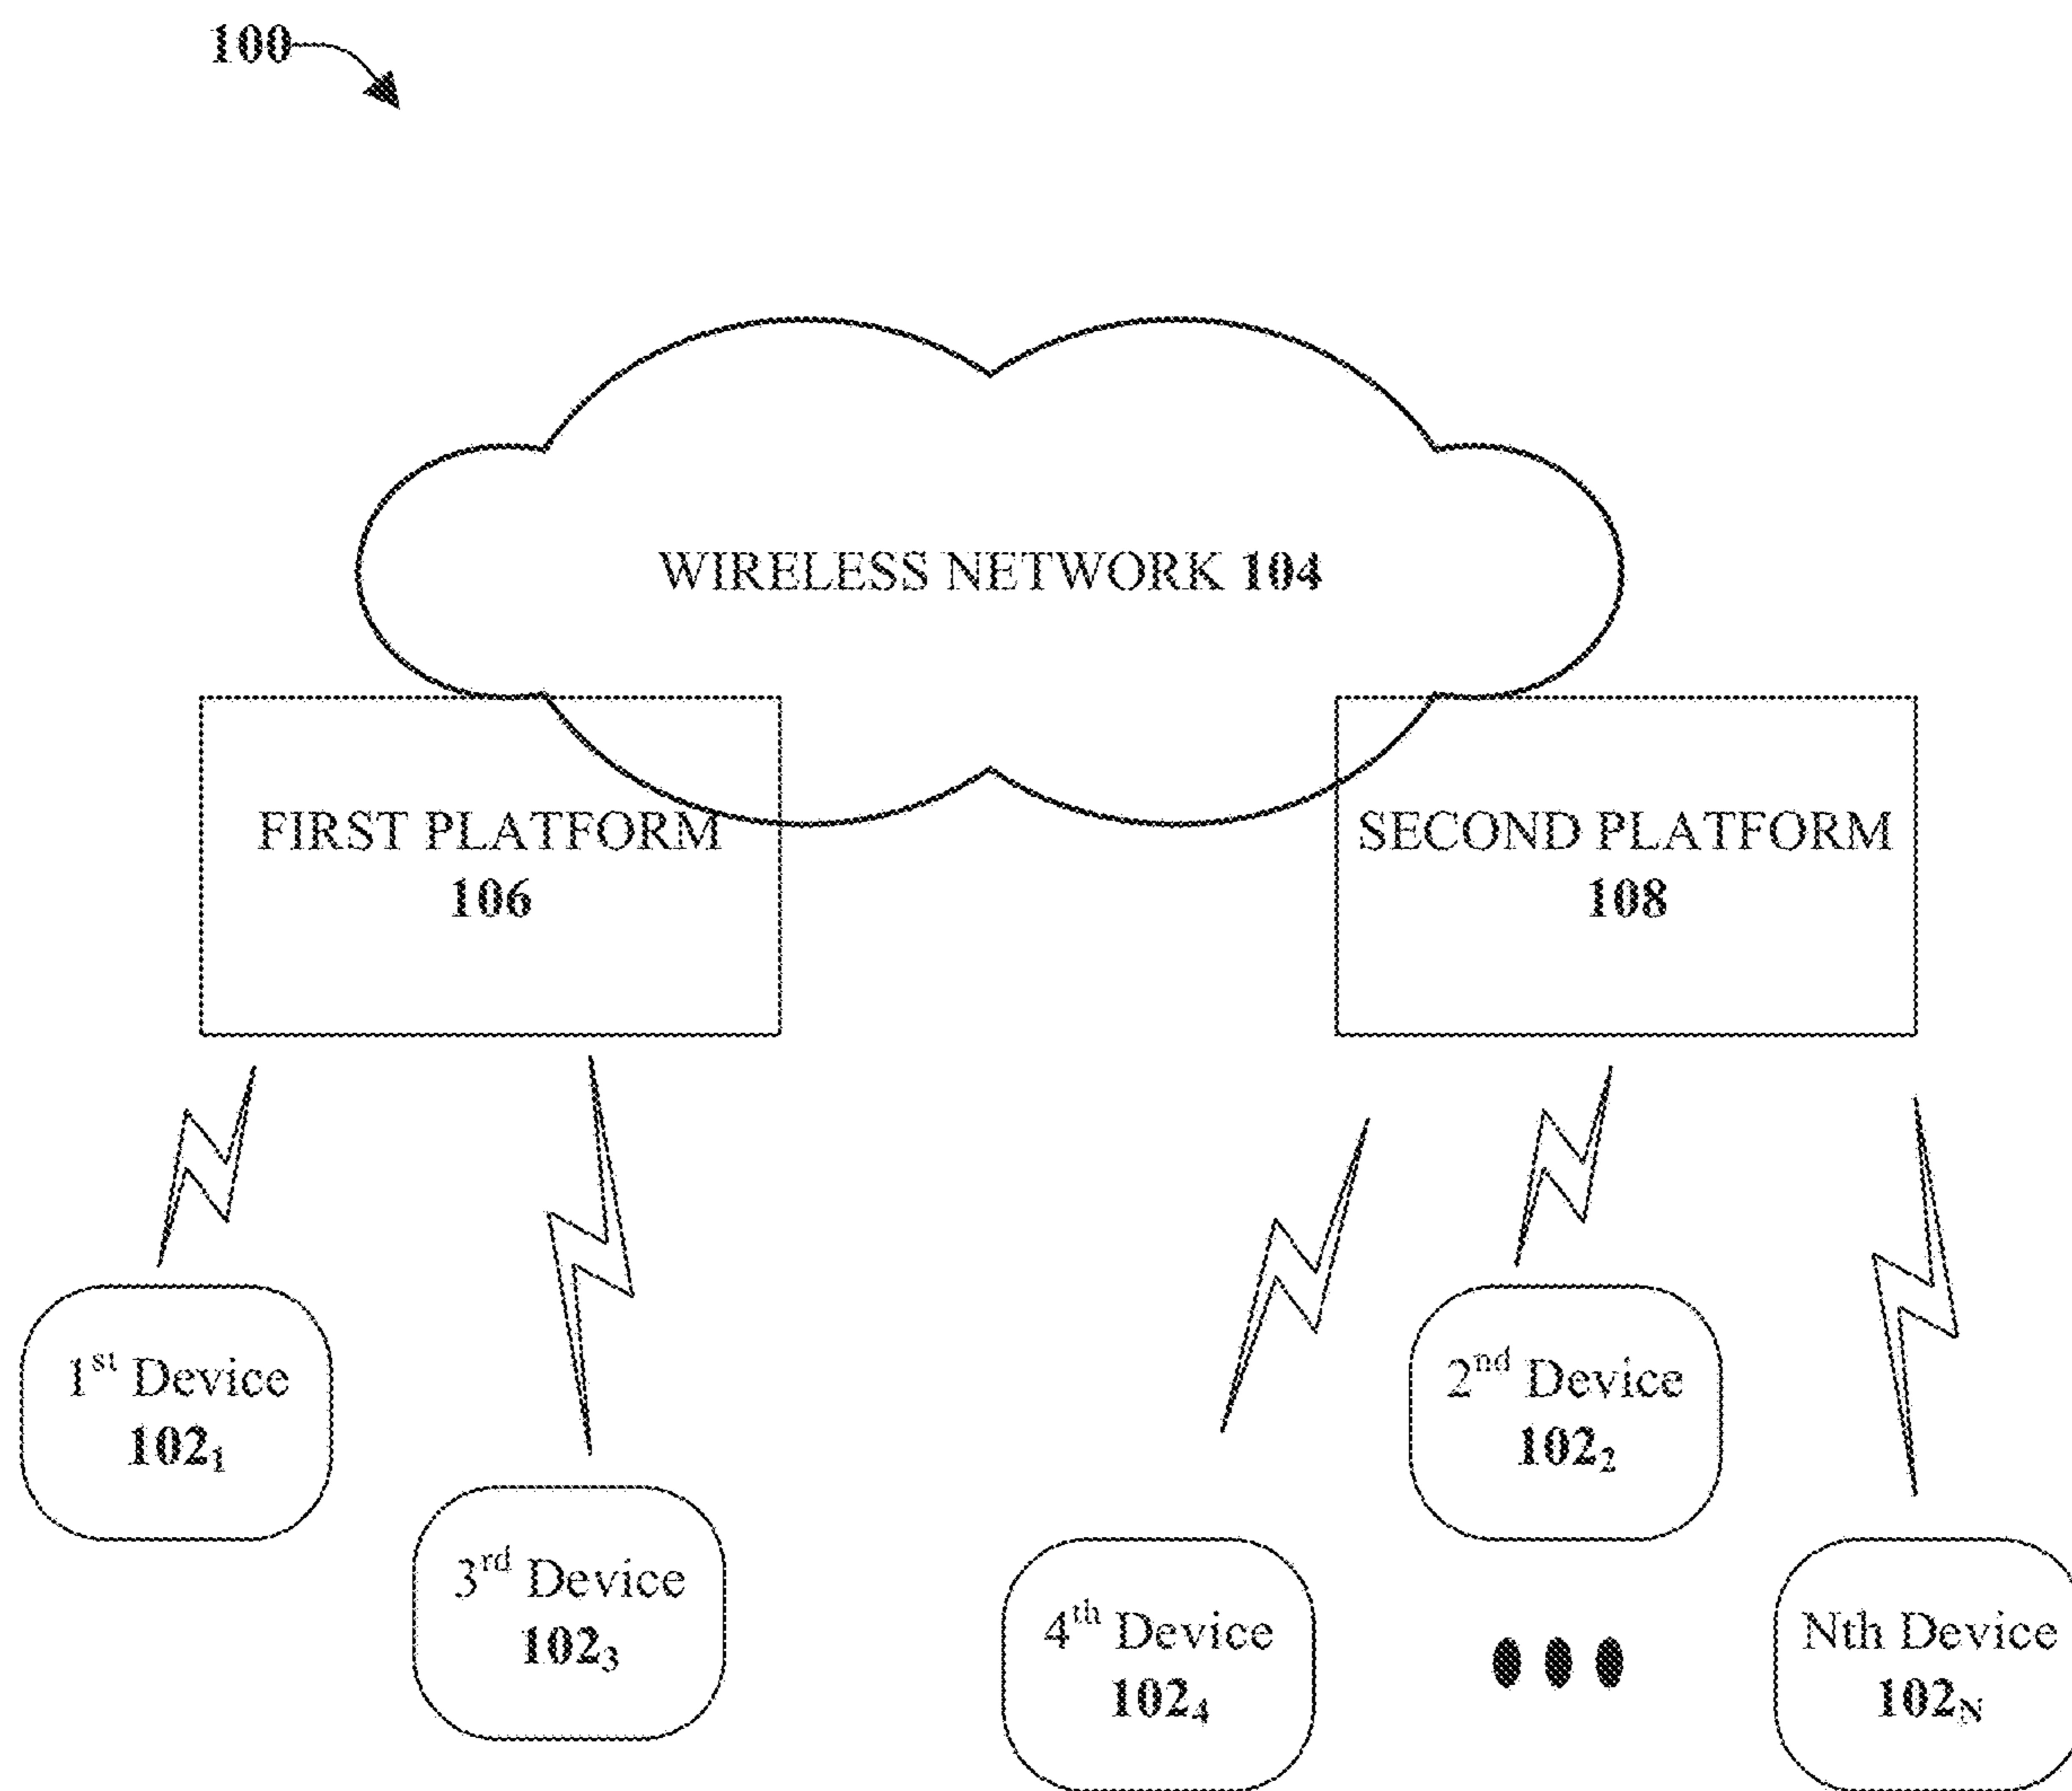 100
WIRELESS NETWORK 104
FIRST PLATFORM
106
SECOND PLATFORM
108
1st Device
102₁
2nd Device
102₂
3rd Device
102₃
4th Device
102₄
Nth Device
102N